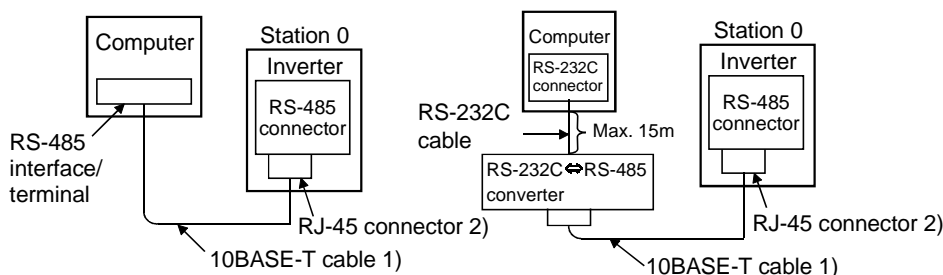 Computer
Station 0
Inverter
RS-485
connector
RS-485
interface/
terminal
RJ-45 connector 2)
10BASE-T cable 1)
Computer
RS-232C
connector
RS-232C
cable
Max. 15m
RS-232C⇔RS-485
converter
Station 0
Inverter
RS-485
connector
RJ-45 connector 2)
10BASE-T cable 1)